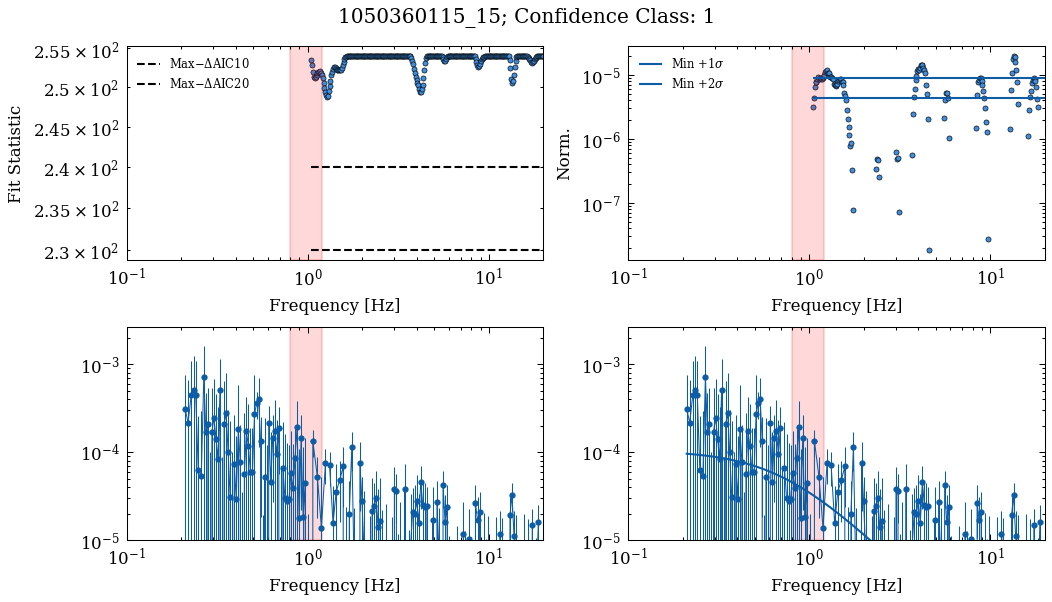 1050360115_15; Confidence Class: 1
Fit Statistic
2.55 × 10²
2.5 × 10²
2.45 × 10²
2.4 × 10²
2.35 × 10²
2.3 × 10²
Max−ΔAIC10
Max−ΔAIC20
10⁻¹ 10⁰ 10¹
Frequency [Hz]
Norm.
10⁻⁵
10⁻⁶
10⁻⁷
Min +1σ
Min +2σ
10⁻¹ 10⁰ 10¹
Frequency [Hz]
10⁻³
10⁻⁴
10⁻⁵
10⁻¹ 10⁰ 10¹
Frequency [Hz]
10⁻³
10⁻⁴
10⁻⁵
10⁻¹ 10⁰ 10¹
Frequency [Hz]